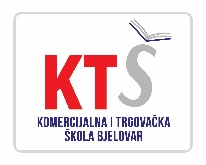 KTŠ
KOMERCIJALNA I TRGOVAČKA
ŠKOLA BJELOVAR